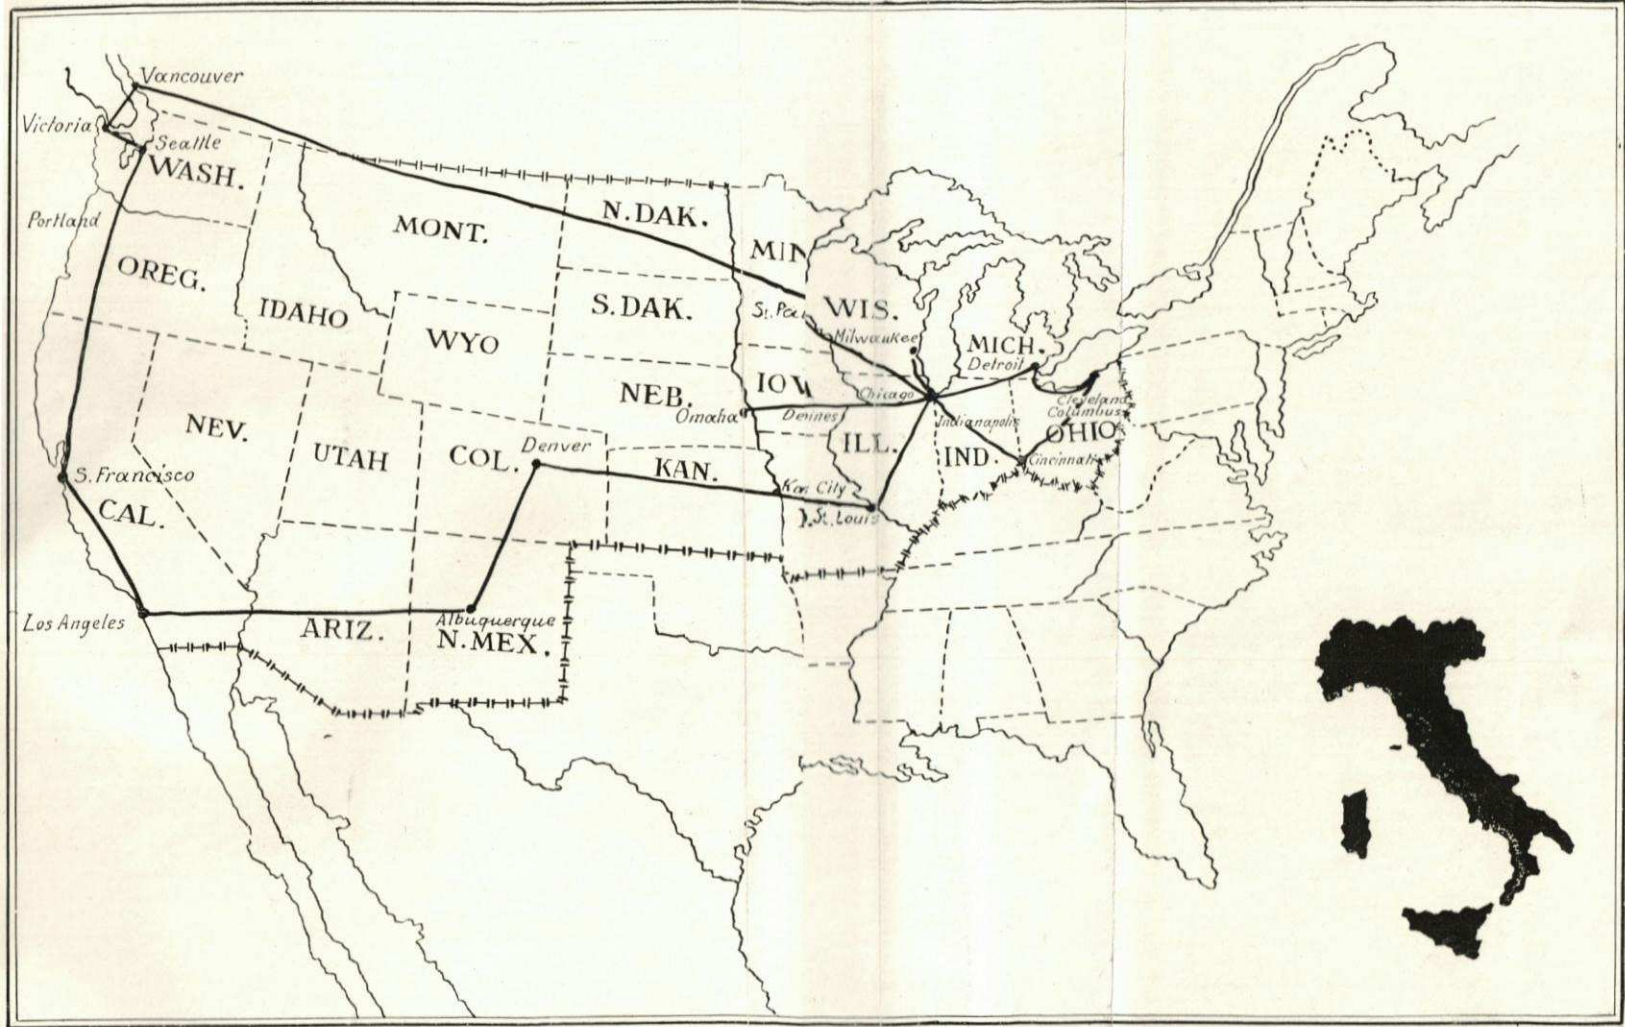 Vancouver
Victoria
Seattle
WASH.
Portland
MONT.
N.DAK.
MIN
OREG.
IDAHO
S.DAK.
St. Pa
WIS.
WYO
Milwaukee
MICH.
Detroit
NEB.
IOW
Omaha
Chicago
Cleveland
Columbus
NEV.
Indianapolis
OHIO
UTAH
COL.
Denver
ILL.
IND.
Cincinnati
KAN.
S. Francisco
Kan City
St. Louis
CAL.
Los Angeles
ARIZ.
Albuquerque
N.MEX.